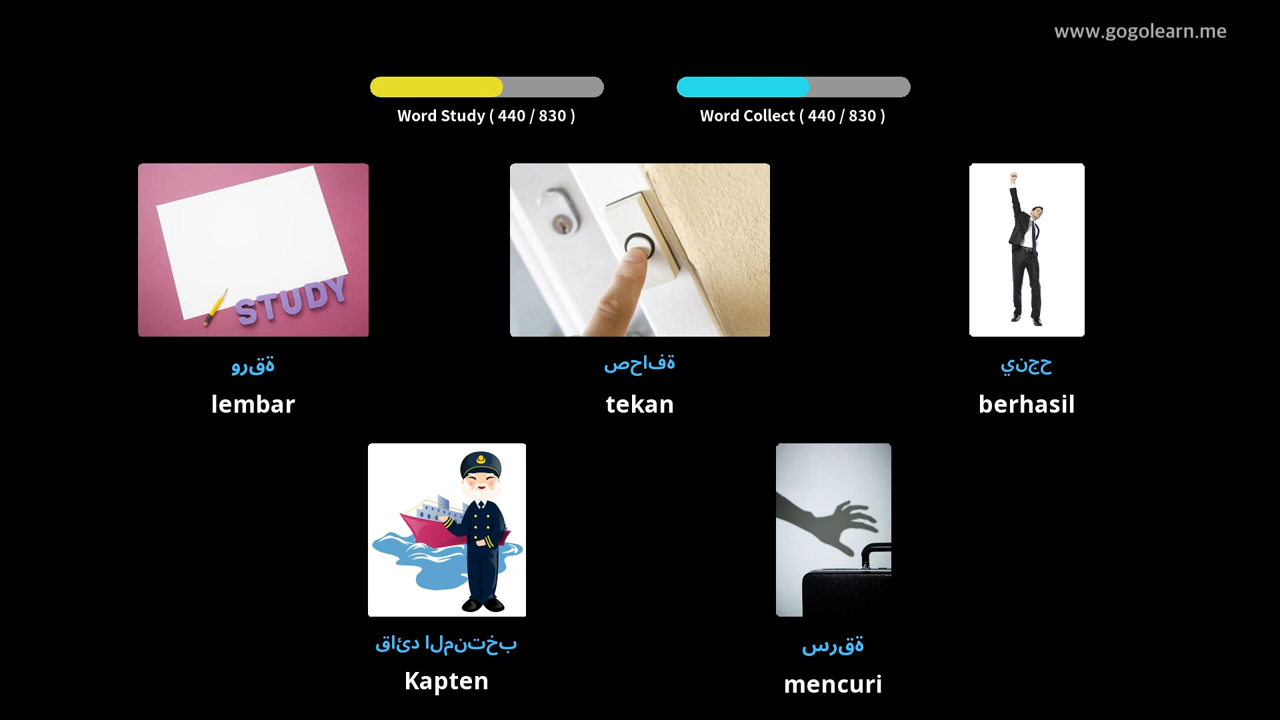 www.gogolearn.me
Word Study ( 440 / 830 )
Word Collect ( 440 / 830 )
ورقة
lembar
صحافة
tekan
ينجح
berhasil
قائد المنتخب
Kapten
سرقة
mencuri
STUDY